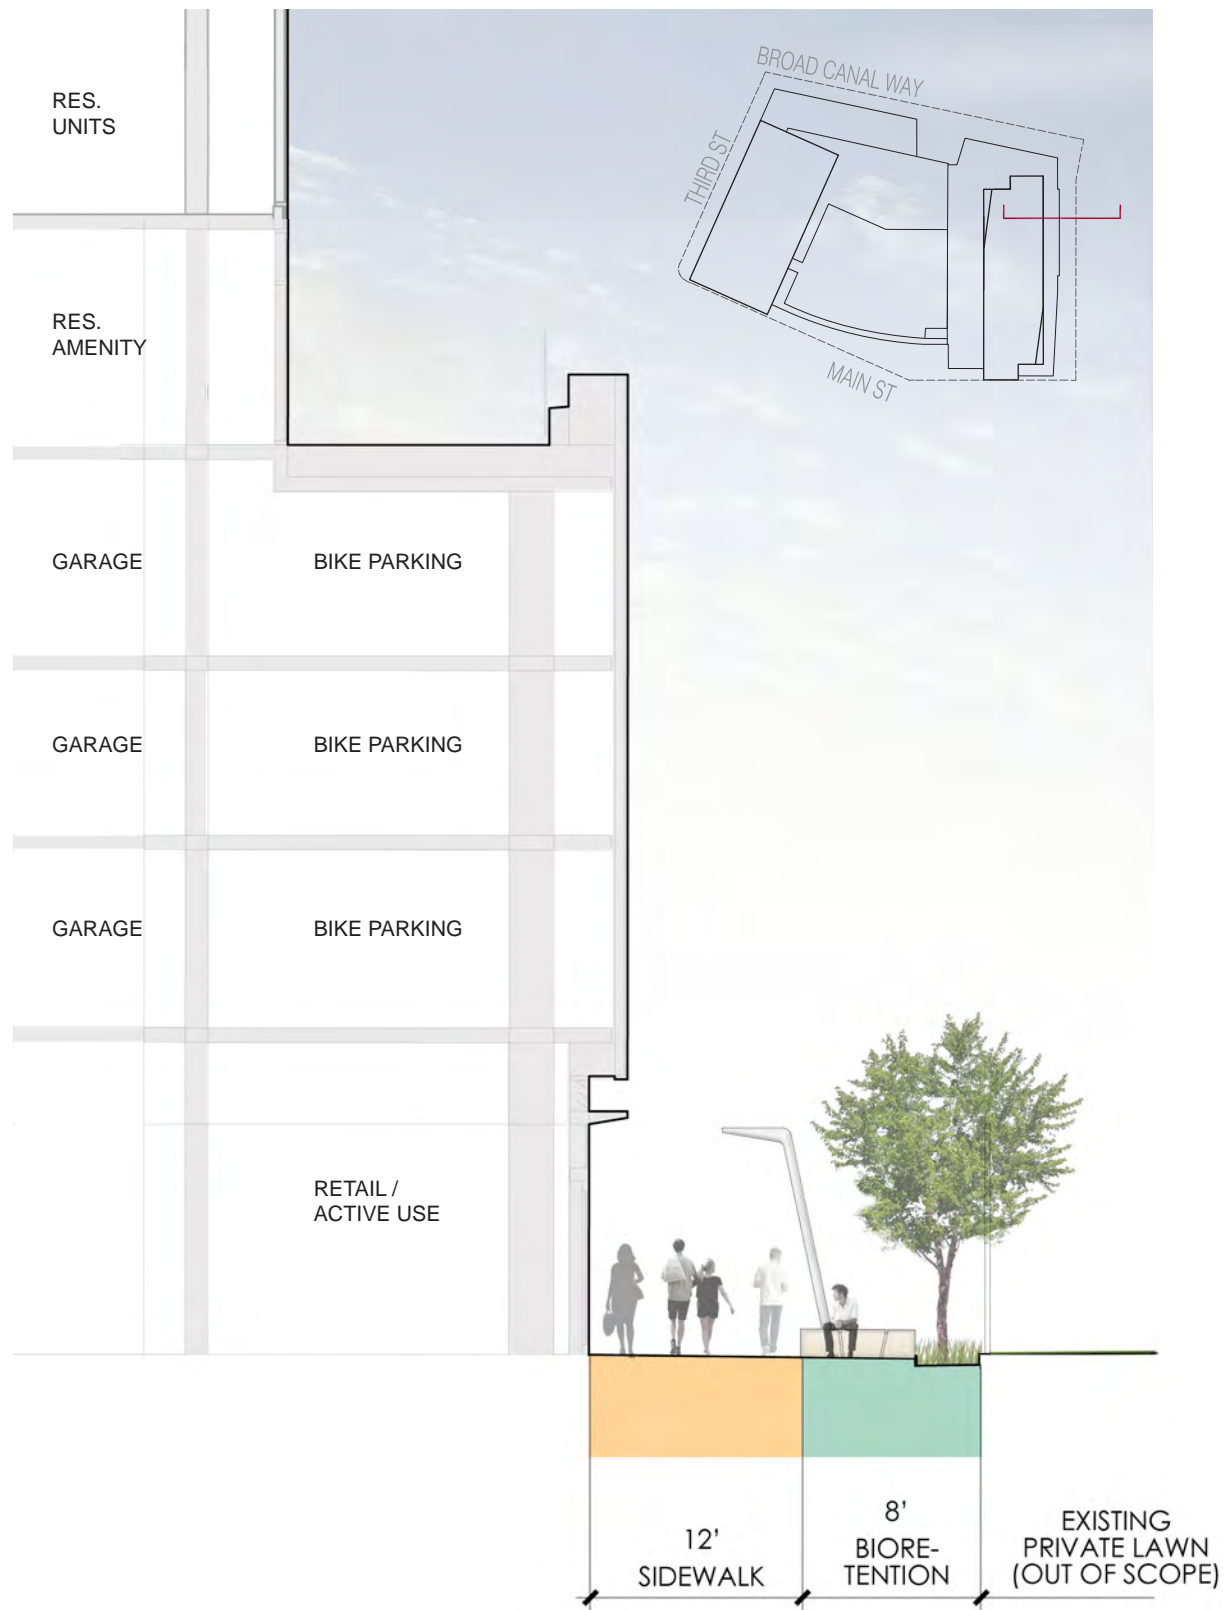 RES.
UNITS
BROAD CANAL WAY
THIRD ST
MAIN ST
RES.
AMENITY
GARAGE
BIKE PARKING
GARAGE
BIKE PARKING
GARAGE
BIKE PARKING
RETAIL /
ACTIVE USE
12'
SIDEWALK
8'
BIORE-
TENTION
EXISTING
PRIVATE LAWN
(OUT OF SCOPE)